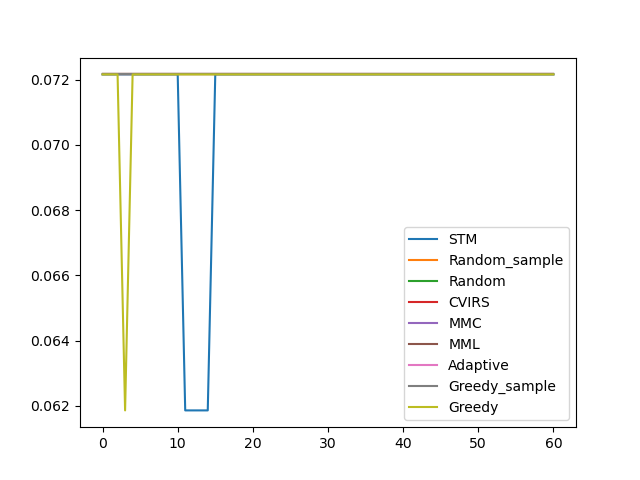 0.072
0.070
0.068
0.066
0.064
0.062
0 10 20 30 40 50 60
STM
Random_sample
Random
CVIRS
MMC
MML
Adaptive
Greedy_sample
Greedy